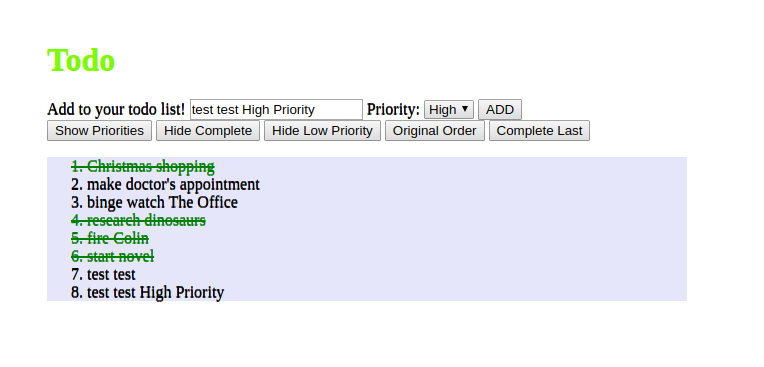 Todo
Add to your todo list! test test High Priority Priority: High ADD
Show Priorities Hide Complete Hide Low Priority Original Order Complete Last
1. Christmas shopping
2. make doctor's appointment
3. binge watch The Office
4. research dinosaurs
5. fire Colin
6. start novel
7. test test
8. test test High Priority